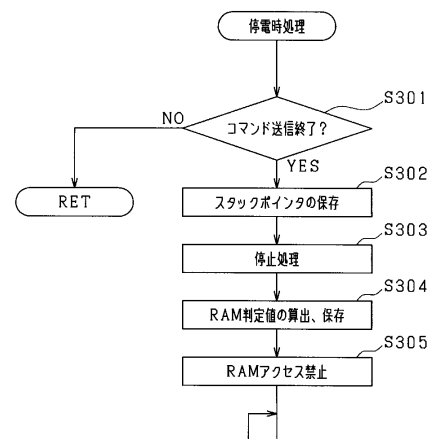 停電時処理
S301
コマンド送信終了？
NO
YES
RET
S302
スタックポインタの保存
S303
停止処理
S304
RAM判定値の算出、保存
S305
RAMアクセス禁止